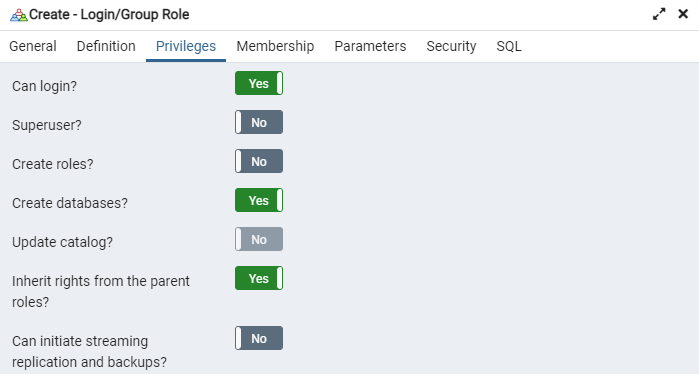 Create - Login/Group Role
General Definition Privileges Membership Parameters Security SQL
Can login? Yes
Superuser? No
Create roles? No
Create databases? Yes
Update catalog? No
Inherit rights from the parent Yes
roles?
Can initiate streaming No
replication and backups?